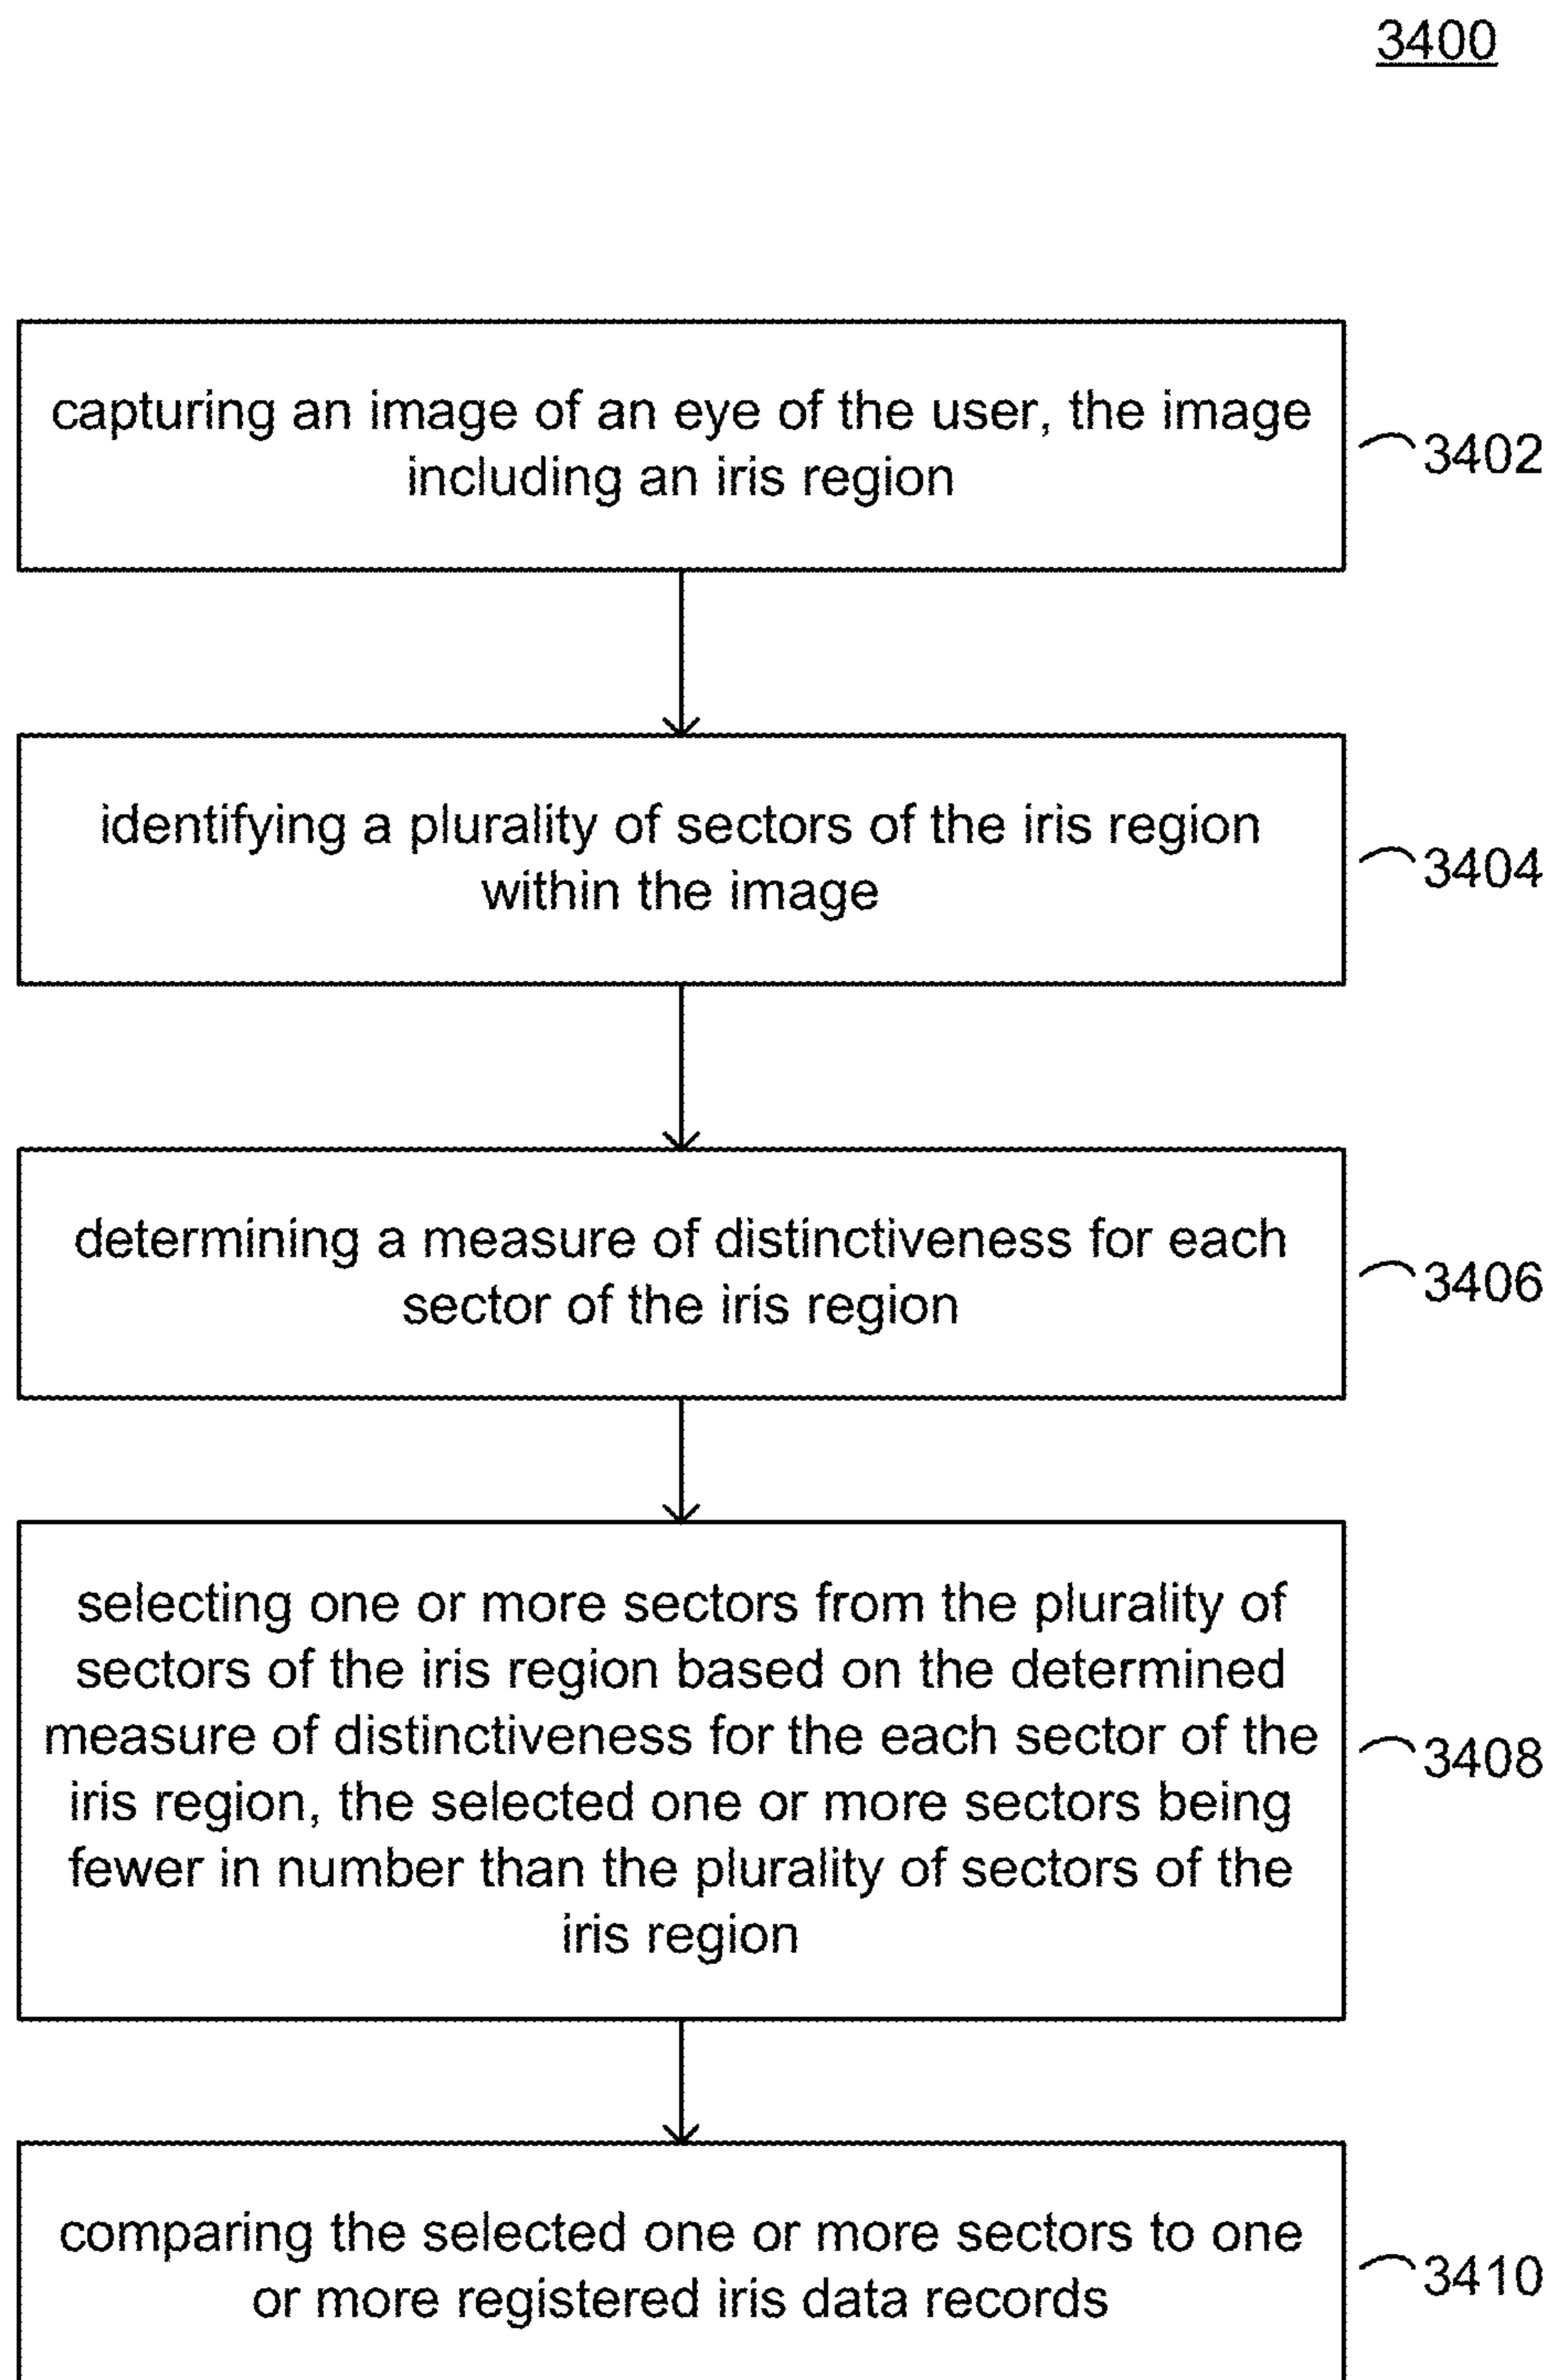 3400
capturing an image of an eye of the user, the image
including an iris region
3402
identifying a plurality of sectors of the iris region
within the image
3404
determining a measure of distinctiveness for each
sector of the iris region
3406
selecting one or more sectors from the plurality of
sectors of the iris region based on the determined
measure of distinctiveness for the each sector of the
iris region, the selected one or more sectors being
fewer in number than the plurality of sectors of the
iris region
3408
comparing the selected one or more sectors to one
or more registered iris data records
3410